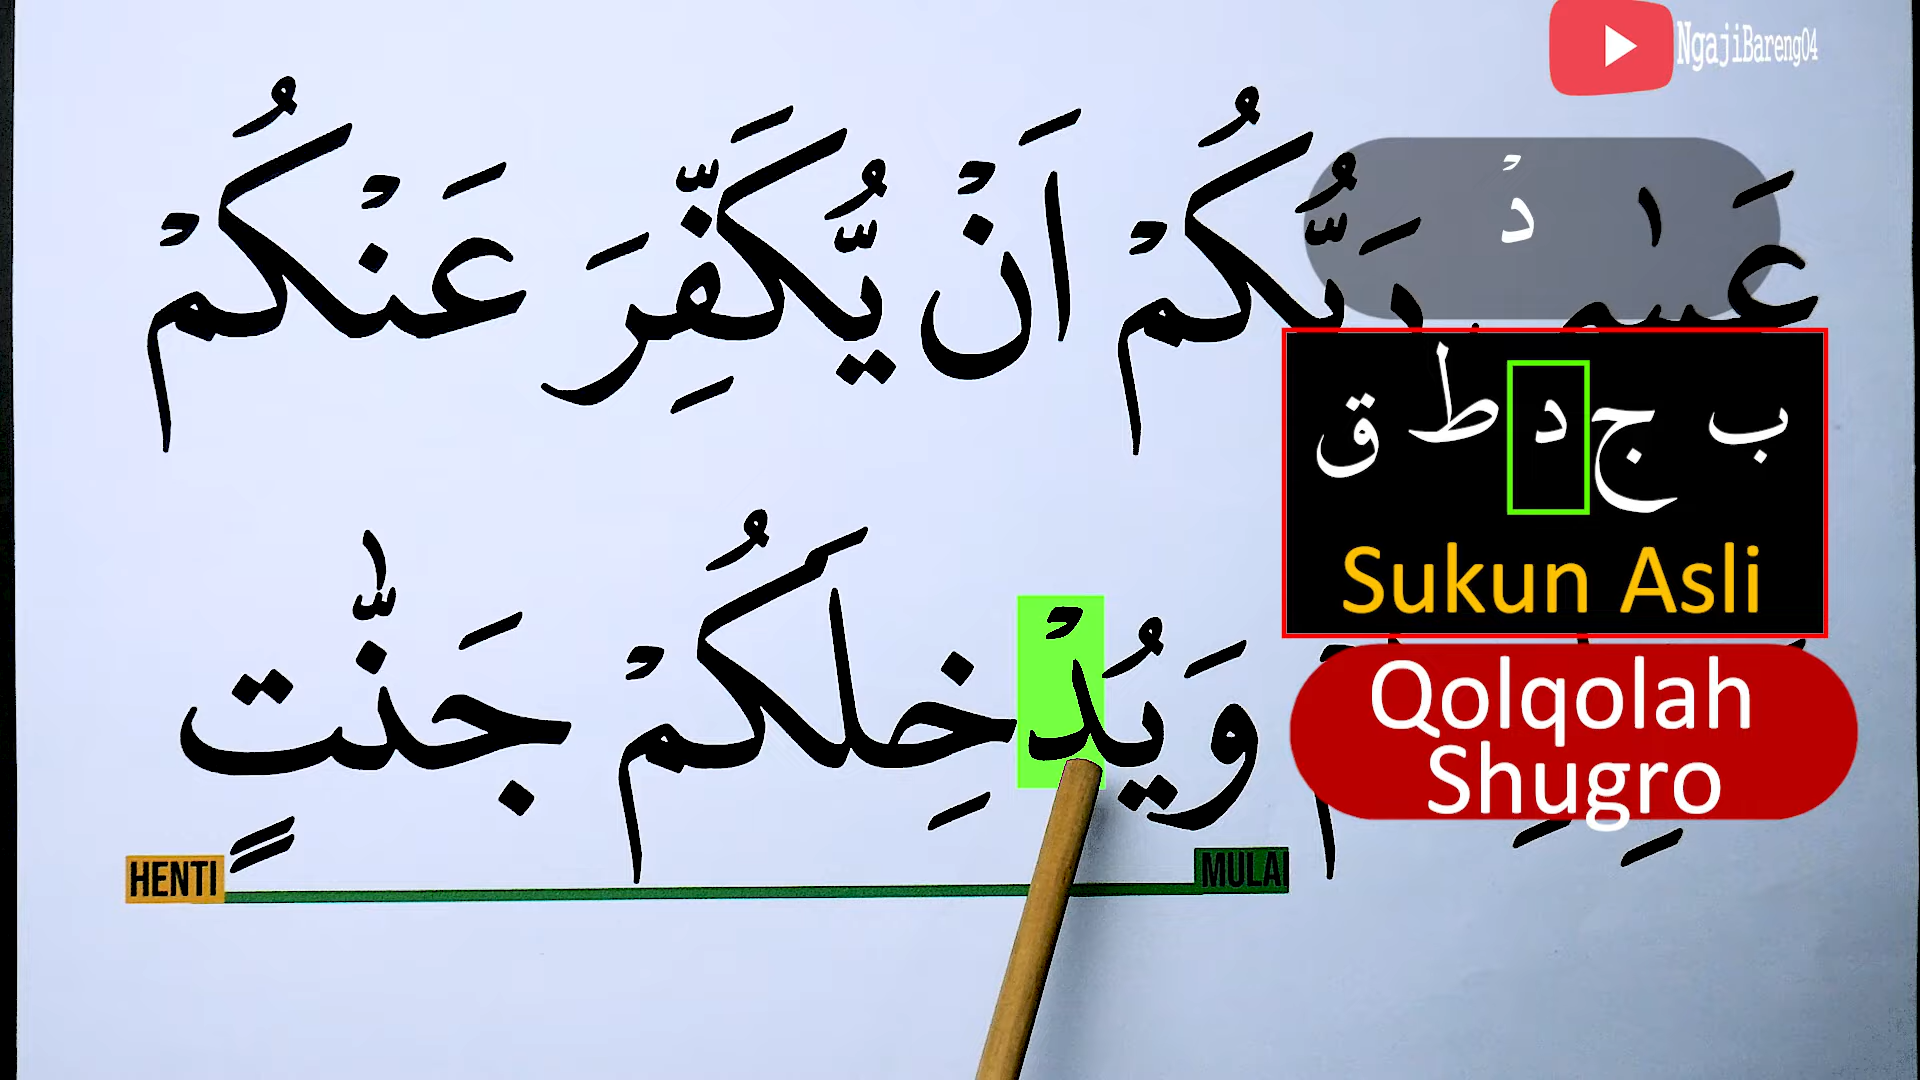 NgajiBareng04
عَسٰى رَبُّكُمْ اَنْ يُّكَفِّرَ عَنْكُمْ
دْ
ب ج د ط ق
Sukun Asli
Qolqolah
Shugro
وَيُدْخِلَكُمْ جَنّٰتٍ
MULAI
HENTI